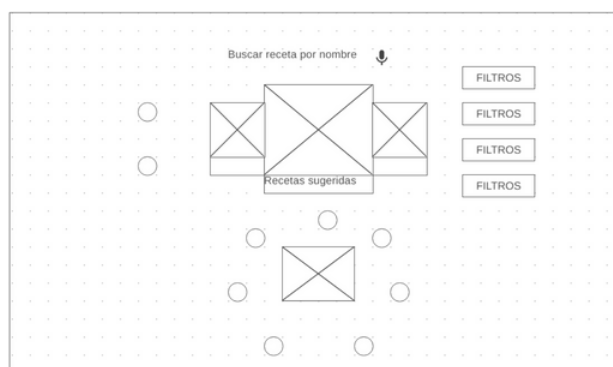 Buscar receta por nombre
FILTROS
FILTROS
FILTROS
FILTROS
Recetas sugeridas